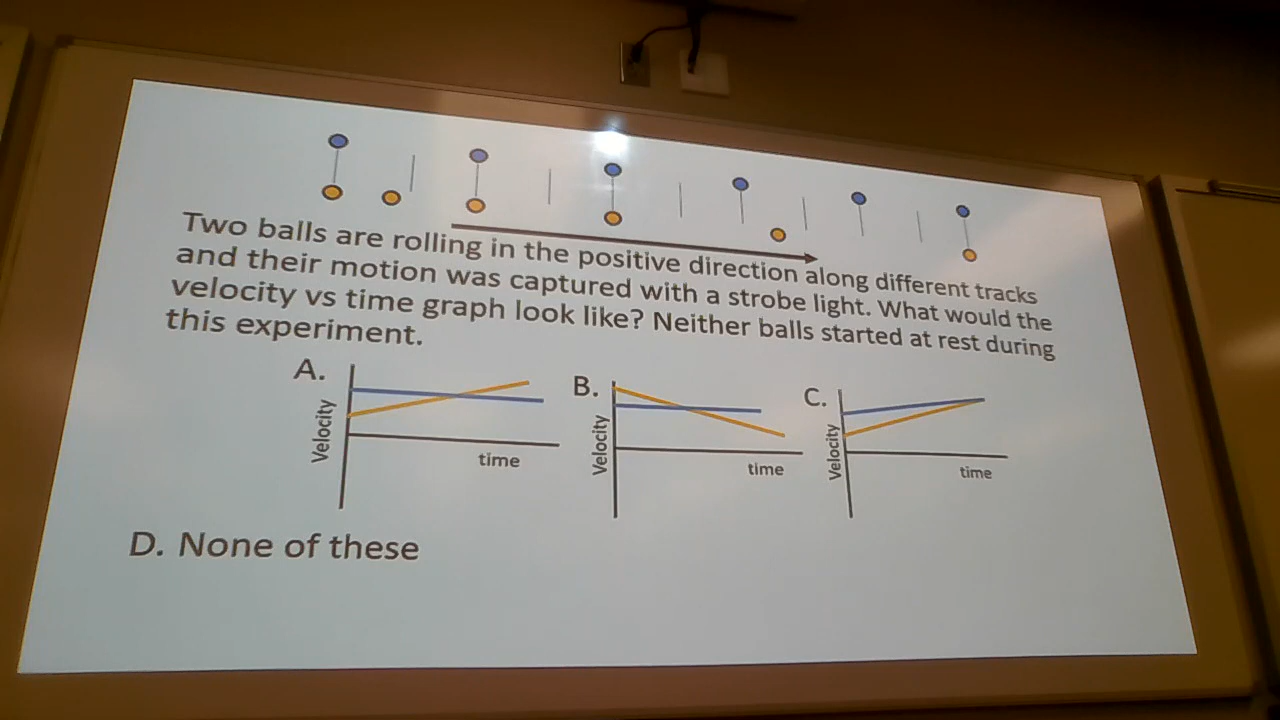 Two balls are rolling in the positive direction along different tracks
and their motion was captured with a strobe light. What would the
velocity vs time graph look like? Neither balls started at rest during
this experiment.
A.
Velocity
time
B.
Velocity
time
C.
Velocity
time
D. None of these